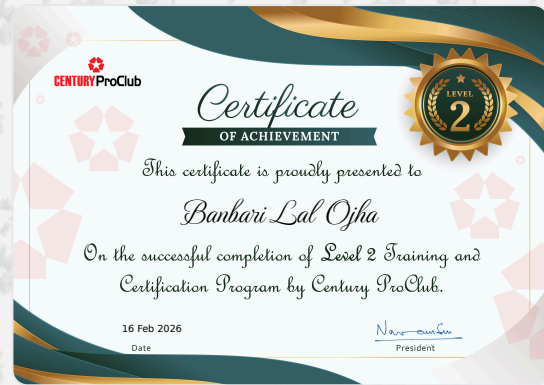 CENTURY ProClub
LEVEL
2
Certificate
OF ACHIEVEMENT
This certificate is proudly presented to
Banbari Lal Ojha
On the successful completion of Level 2 Training and
Certification Program by Century ProClub.
16 Feb 2026
Date
President